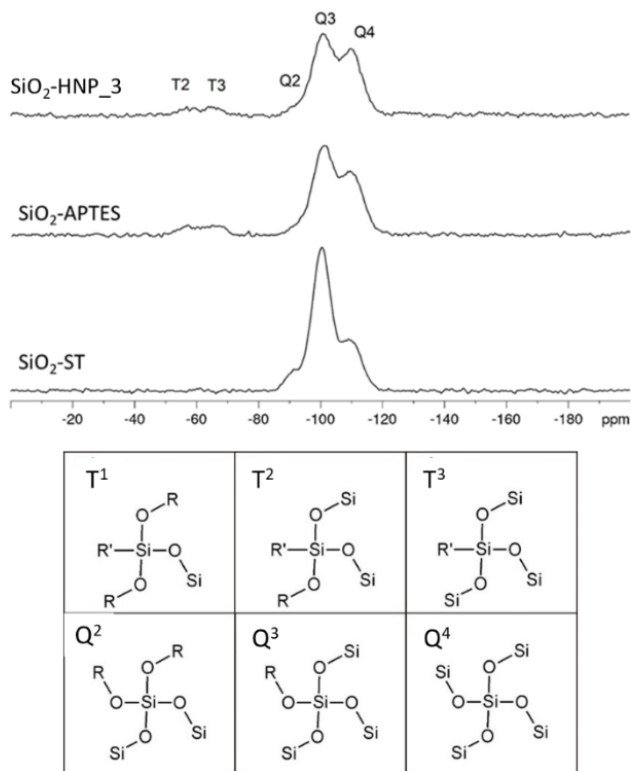 Q3
Q4
SiO2-HNP_3
T2 T3
Q2
SiO2-APTES
SiO2-ST
-20 -40 -60 -80 -100 -120 -140 -160 -180 ppm
T¹
O R
R'—Si—O
O Si
R
T²
Si
O
R'—Si—O
O Si
R
T³
Si
O
R'—Si—O
O Si
Si
Q²
O R
R
O—Si—O
O Si
Si
Q³
Si
O
R
O—Si—O
O Si
Si
Q⁴
Si
O
Si
O—Si—O
O Si
Si